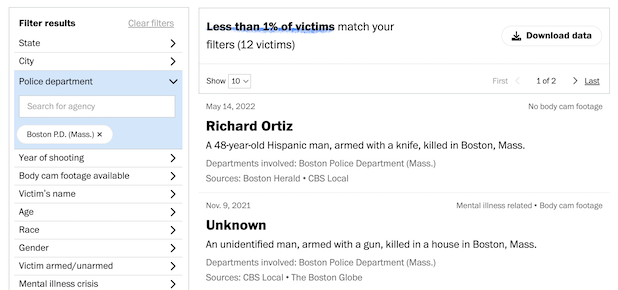 Filter results
Clear filters
State
City
Police department
Search for agency
Boston P.D. (Mass.) ×
Year of shooting
Body cam footage available
Victim's name
Age
Race
Gender
Victim armed/unarmed
Mental illness crisis
Less than 1% of victims match your
filters (12 victims)
Download data
Show 10
First
1 of 2
Last
May 14, 2022
No body cam footage
Richard Ortiz
A 48-year-old Hispanic man, armed with a knife, killed in Boston, Mass.
Departments involved: Boston Police Department (Mass.)
Sources: Boston Herald • CBS Local
Nov. 9, 2021
Mental illness related • Body cam footage
Unknown
An unidentified man, armed with a gun, killed in a house in Boston, Mass.
Departments involved: Boston Police Department (Mass.)
Sources: CBS Local • The Boston Globe